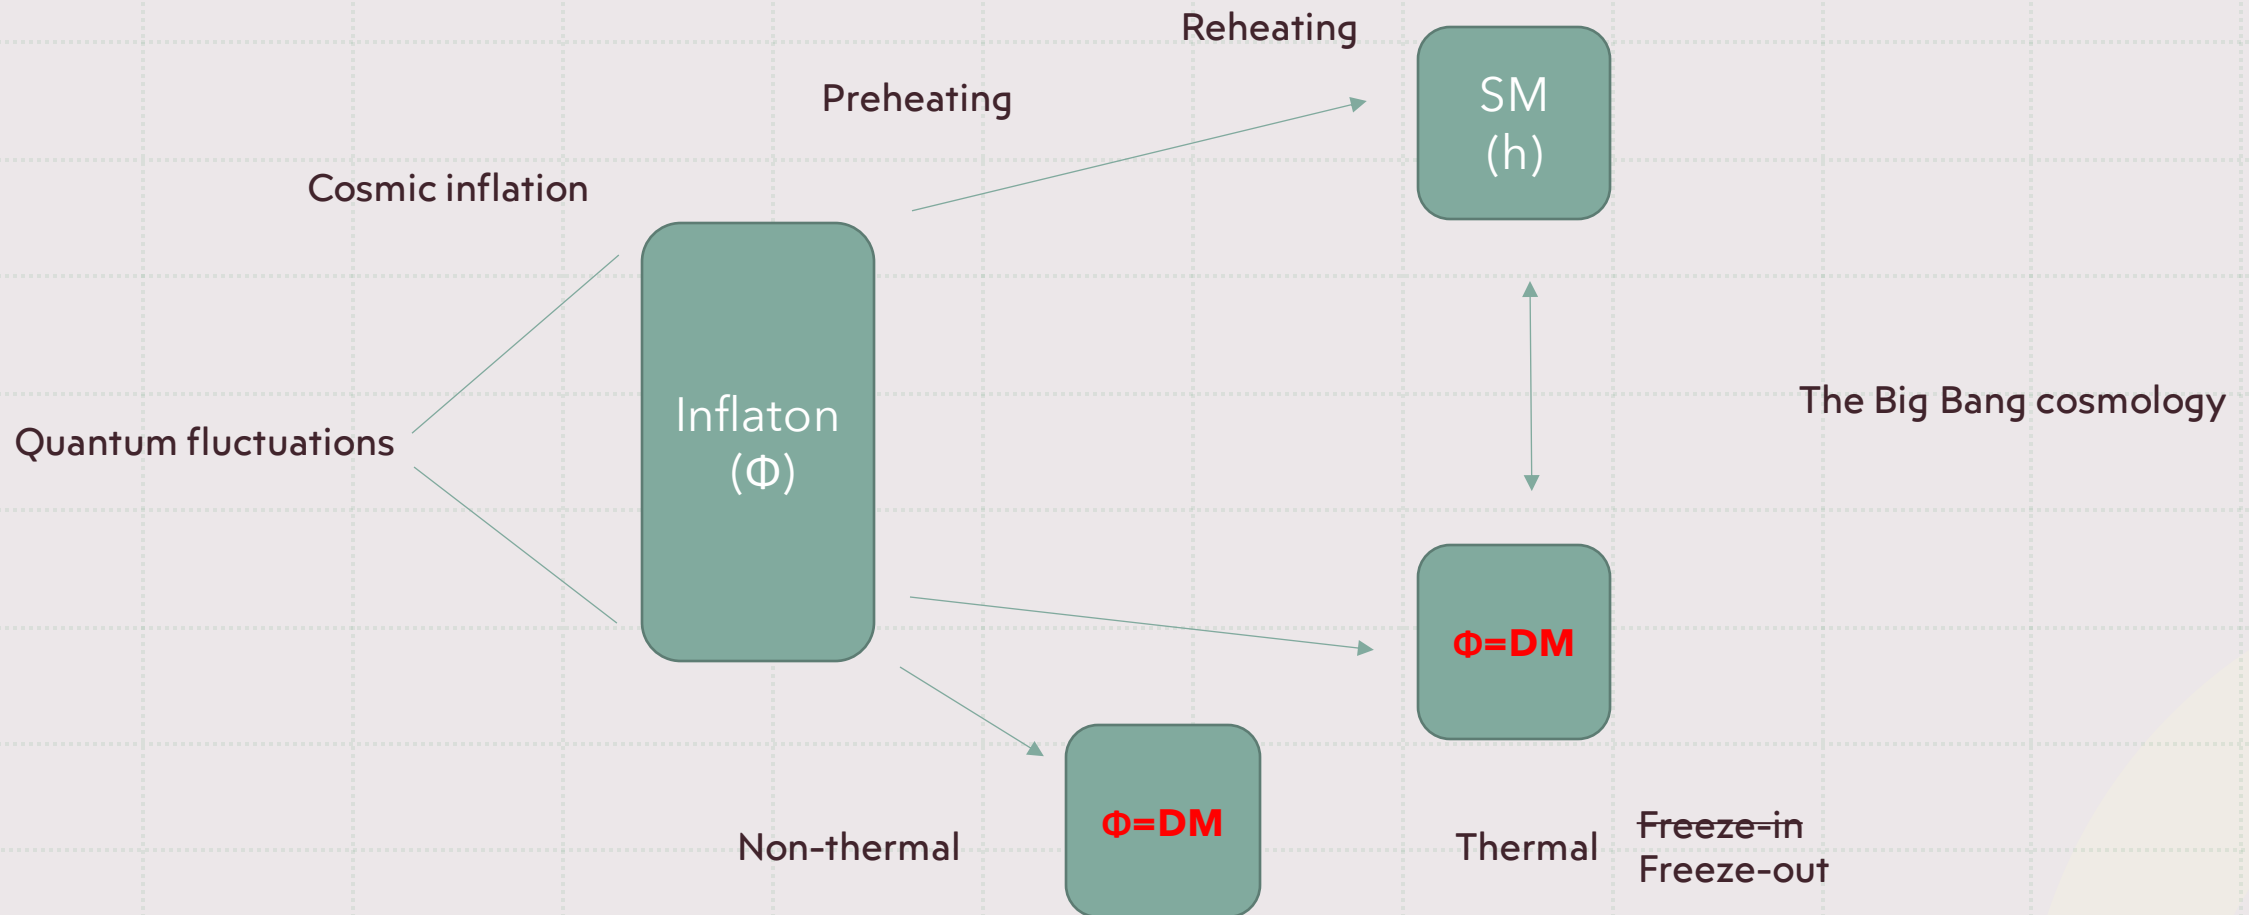 Reheating
SM
(h)
Preheating
Cosmic inflation
Inflaton
(Φ)
The Big Bang cosmology
Quantum fluctuations
Φ=DM
Φ=DM
Non-thermal
Thermal
Freeze-in
Freeze-out